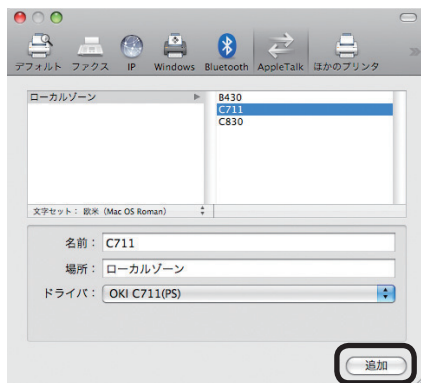 デフォルト ファクス IP Windows Bluetooth AppleTalk ほかのプリンタ
ローカルゾーン B430
C711
C830
文字セット： 欧米 (Mac OS Roman)
名前： C711
場所： ローカルゾーン
ドライバ： OKI C711(PS)
追加